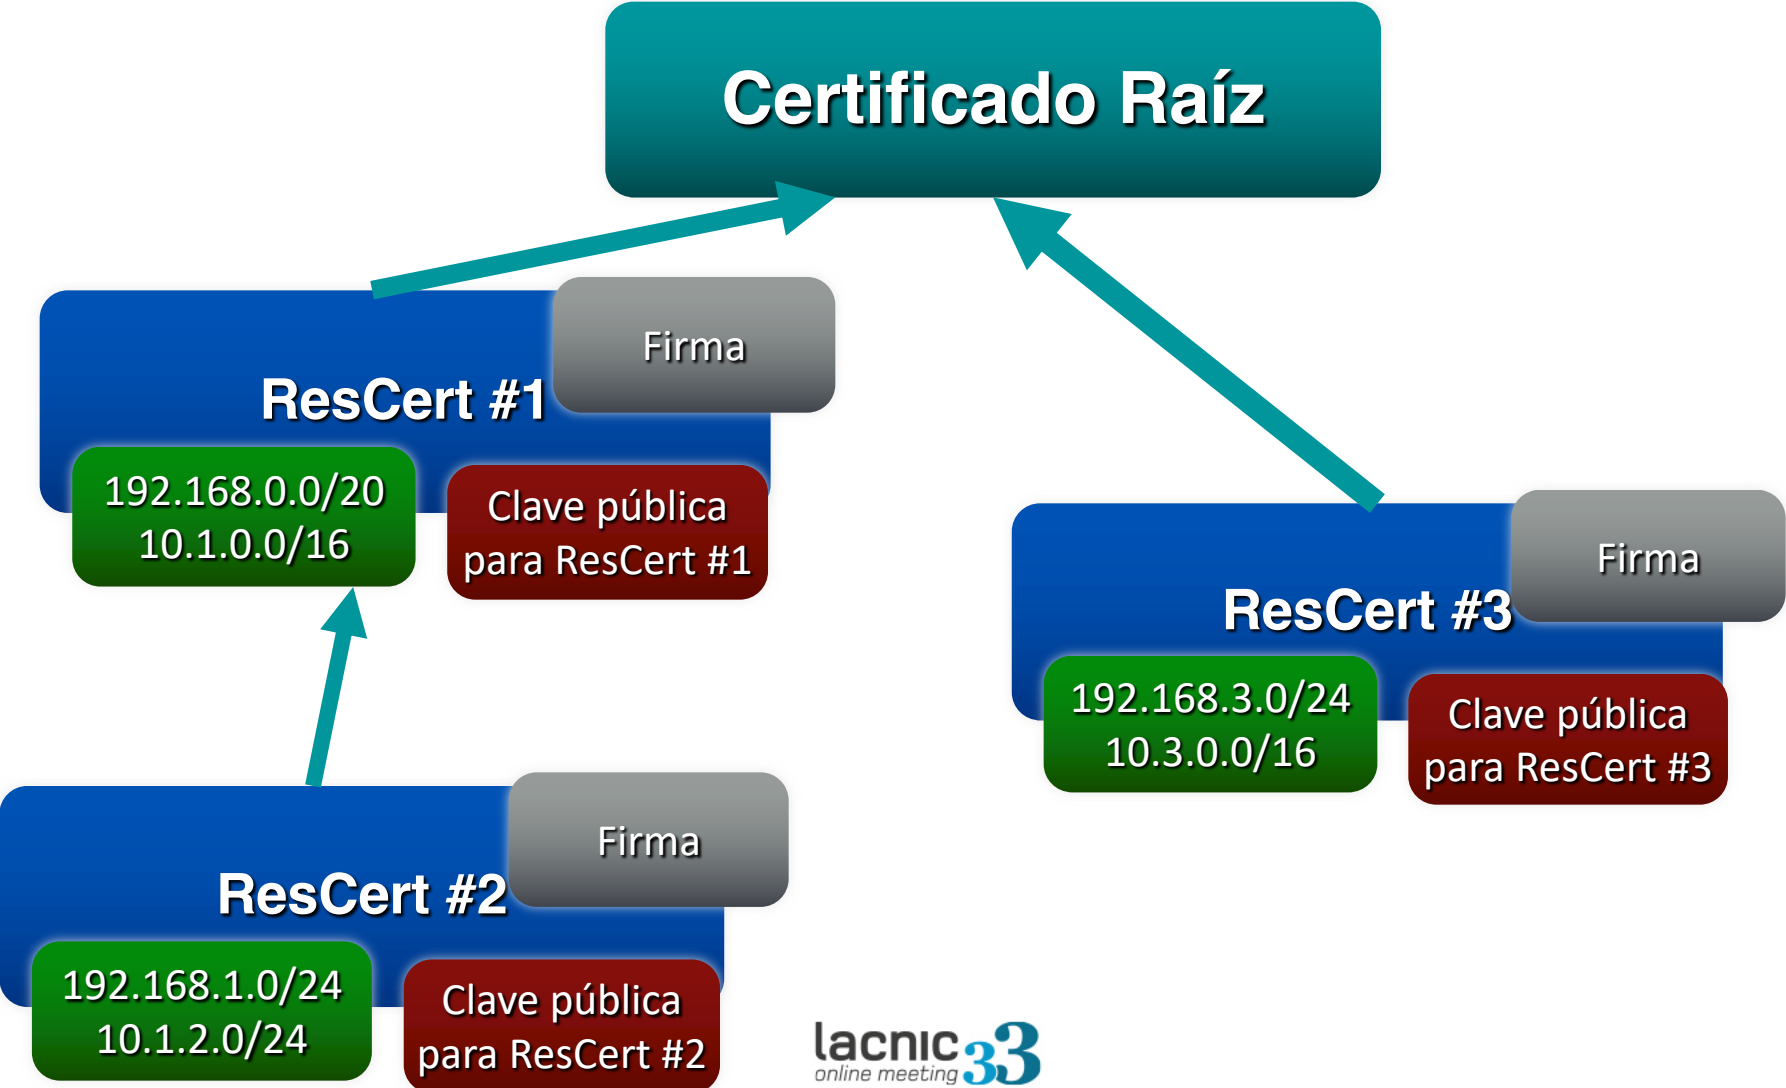 Certificado Raíz
Firma
ResCert #1
192.168.0.0/20
10.1.0.0/16
Clave pública
para ResCert #1
Firma
ResCert #3
192.168.3.0/24
10.3.0.0/16
Clave pública
para ResCert #3
Firma
ResCert #2
192.168.1.0/24
10.1.2.0/24
Clave pública
para ResCert #2
lacnic 33
online meeting